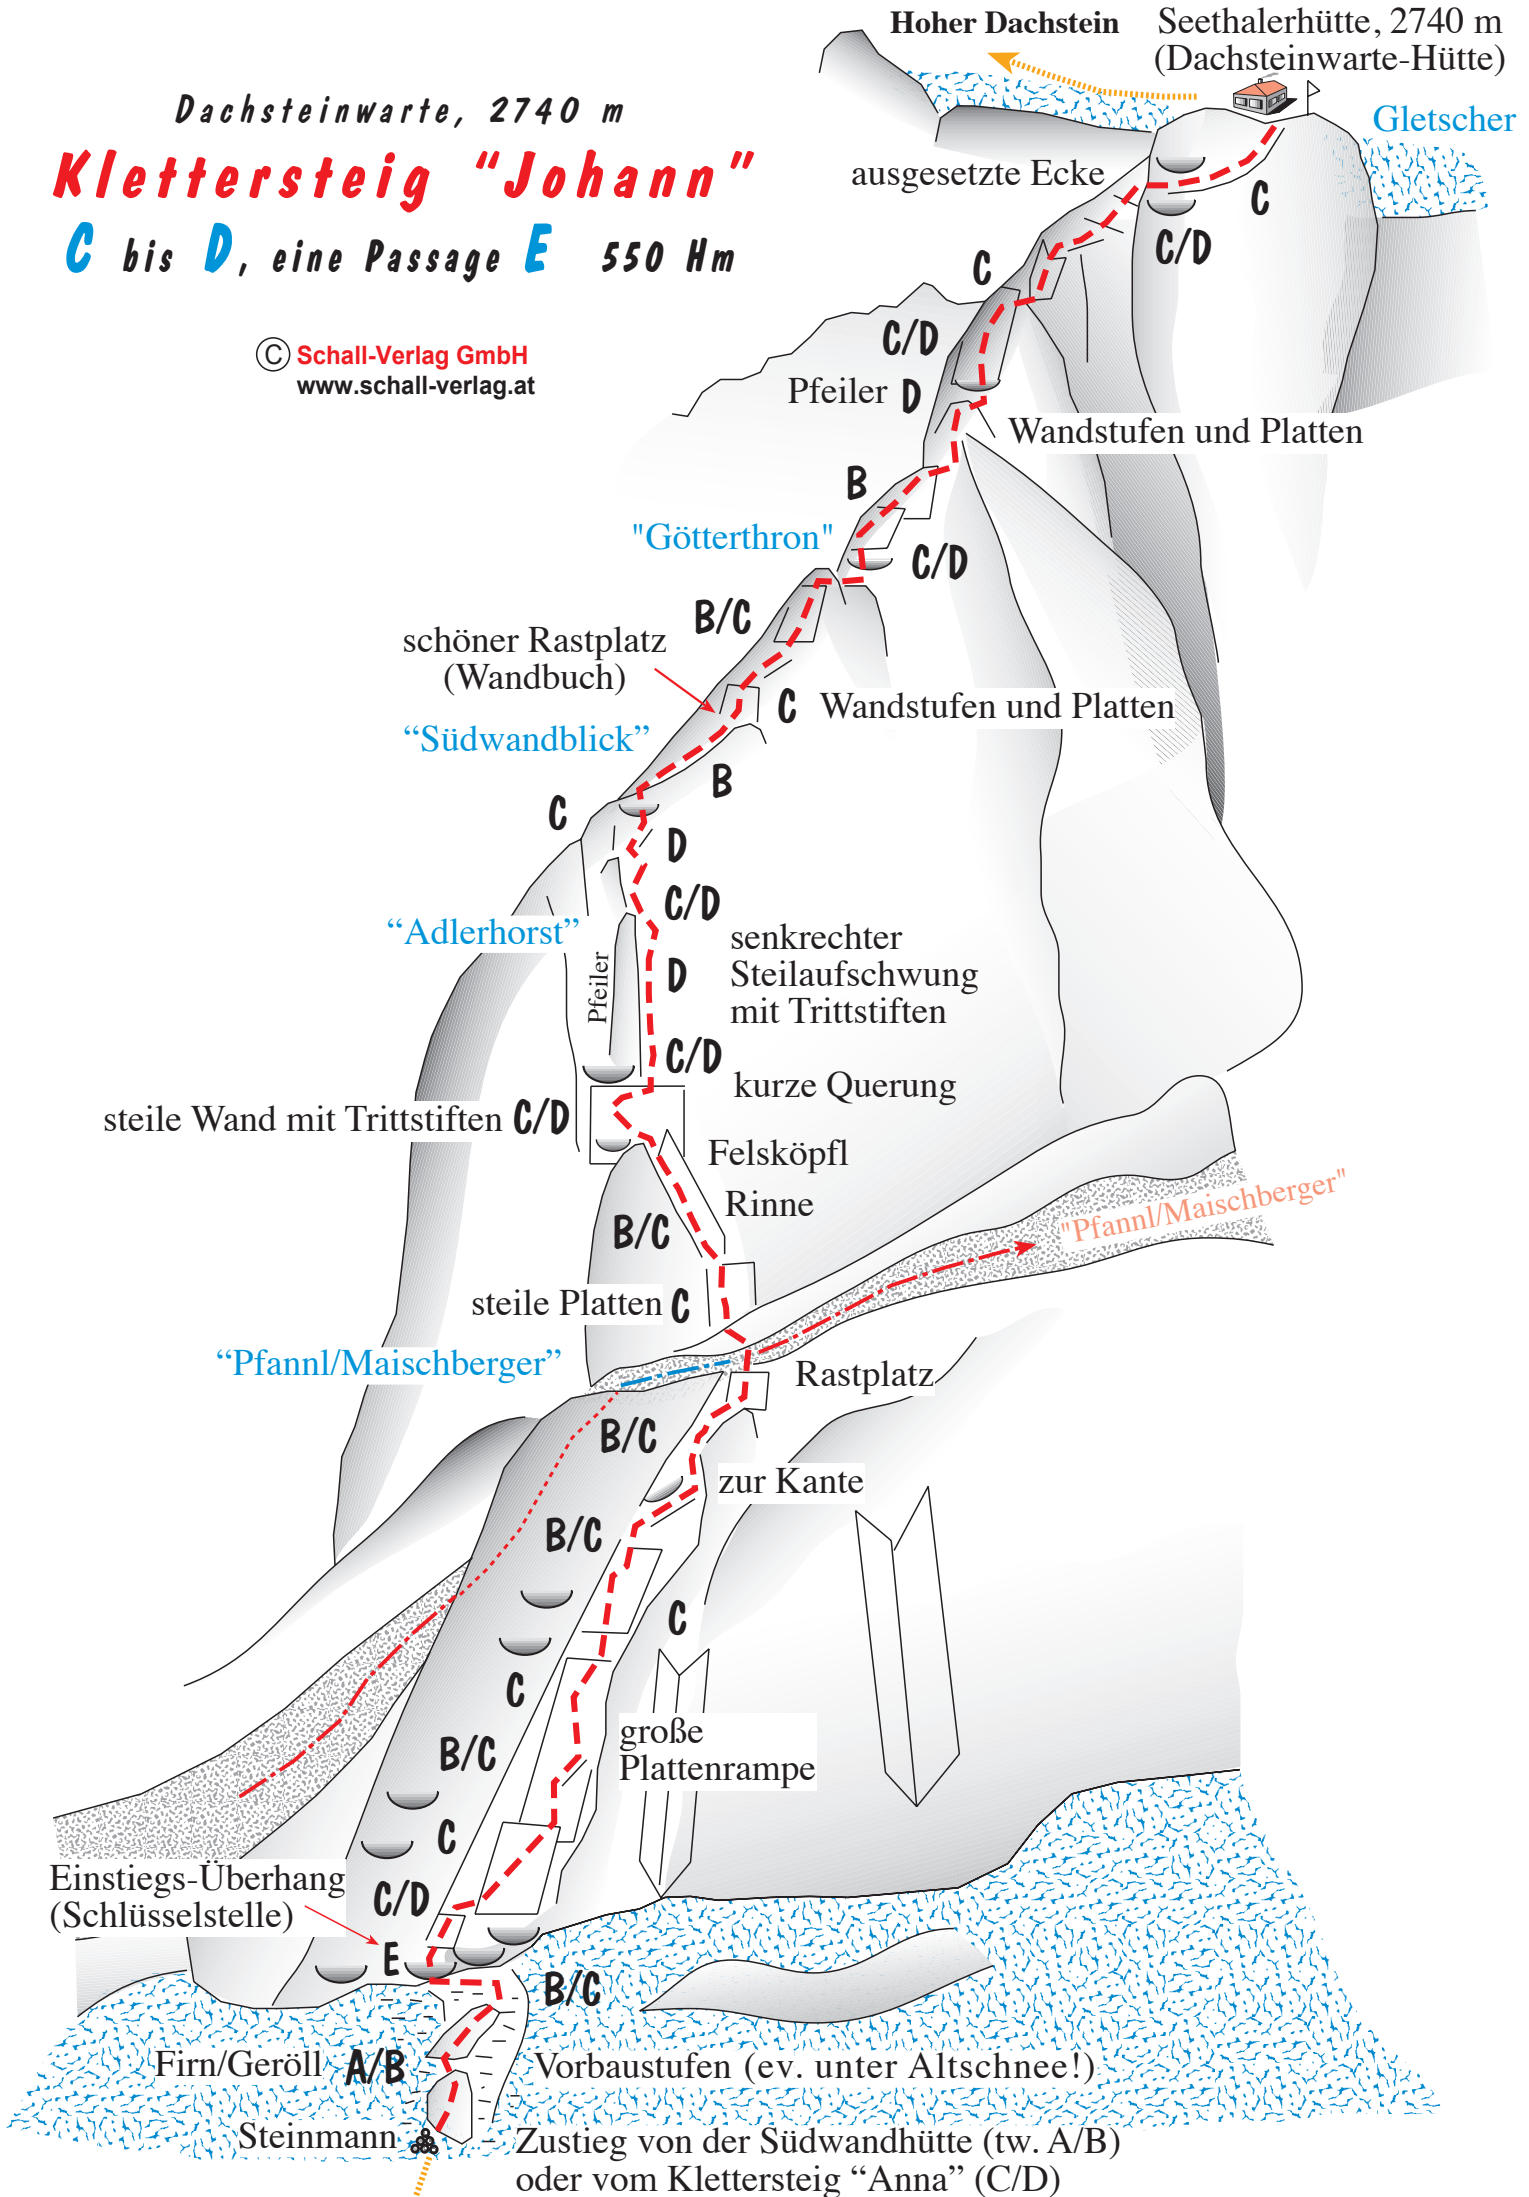 Hoher Dachstein
Seethalerhütte, 2740 m
(Dachsteinwarte-Hütte)
Dachsteinwarte, 2740 m
Gletscher
Klettersteig "Johann"
ausgesetzte Ecke
C
C bis D, eine Passage E 550 Hm
C/D
C
C/D
© Schall-Verlag GmbH
www.schall-verlag.at
Pfeiler D
Wandstufen und Platten
B
"Götterthron"
C/D
B/C
schöner Rastplatz
(Wandbuch)
C Wandstufen und Platten
“Südwandblick”
B
C
D
C/D
“Adlerhorst”
senkrechter
Steilaufschwung
mit Trittstiften
Pfeiler
D
C/D
kurze Querung
steile Wand mit Trittstiften C/D
Felsköpfl
Rinne
"Pfannl/Maischberger"
B/C
steile Platten C
“Pfannl/Maischberger”
Rastplatz
B/C
zur Kante
B/C
C
C
große
Plattenrampe
B/C
C
Einstiegs-Überhang
(Schlüsselstelle)
C/D
E
B/C
Firn/Geröll A/B
Vorbaustufen (ev. unter Altschnee!)
Steinmann
Zustieg von der Südwandhütte (tw. A/B)
oder vom Klettersteig “Anna” (C/D)